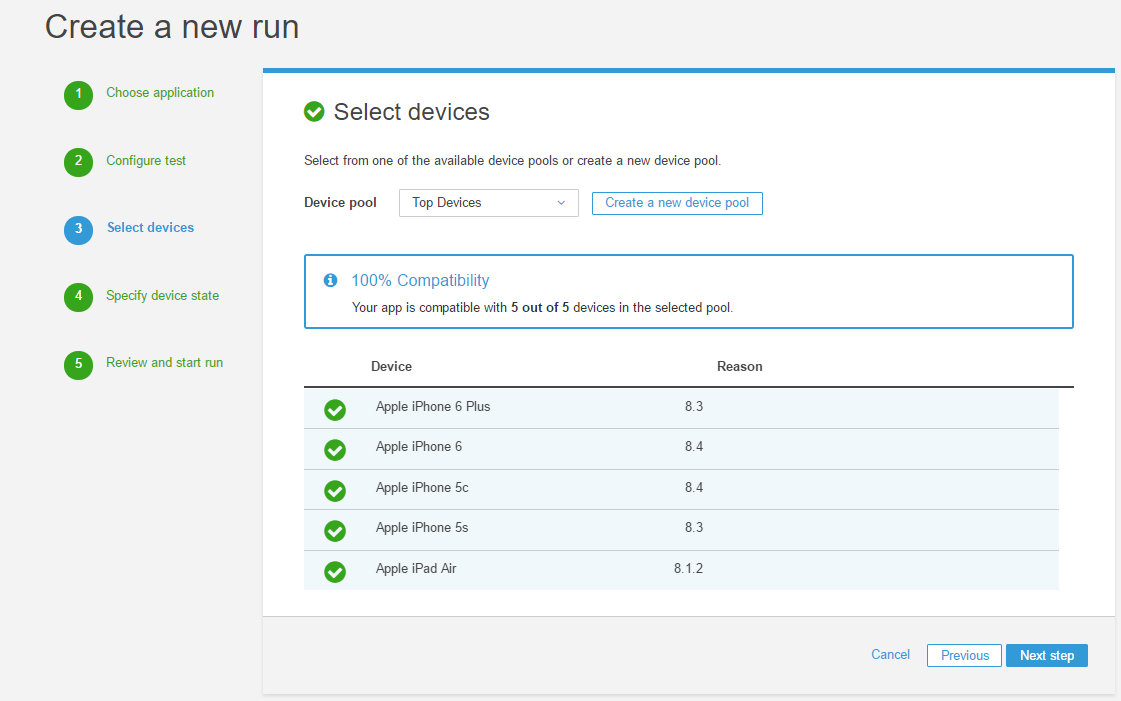 Create a new run
1 Choose application
2 Configure test
3 Select devices
4 Specify device state
5 Review and start run
Select devices
Select from one of the available device pools or create a new device pool.
Device pool Top Devices Create a new device pool
100% Compatibility
Your app is compatible with 5 out of 5 devices in the selected pool.
Device Reason
Apple iPhone 6 Plus 8.3
Apple iPhone 6 8.4
Apple iPhone 5c 8.4
Apple iPhone 5s 8.3
Apple iPad Air 8.1.2
Cancel Previous Next step